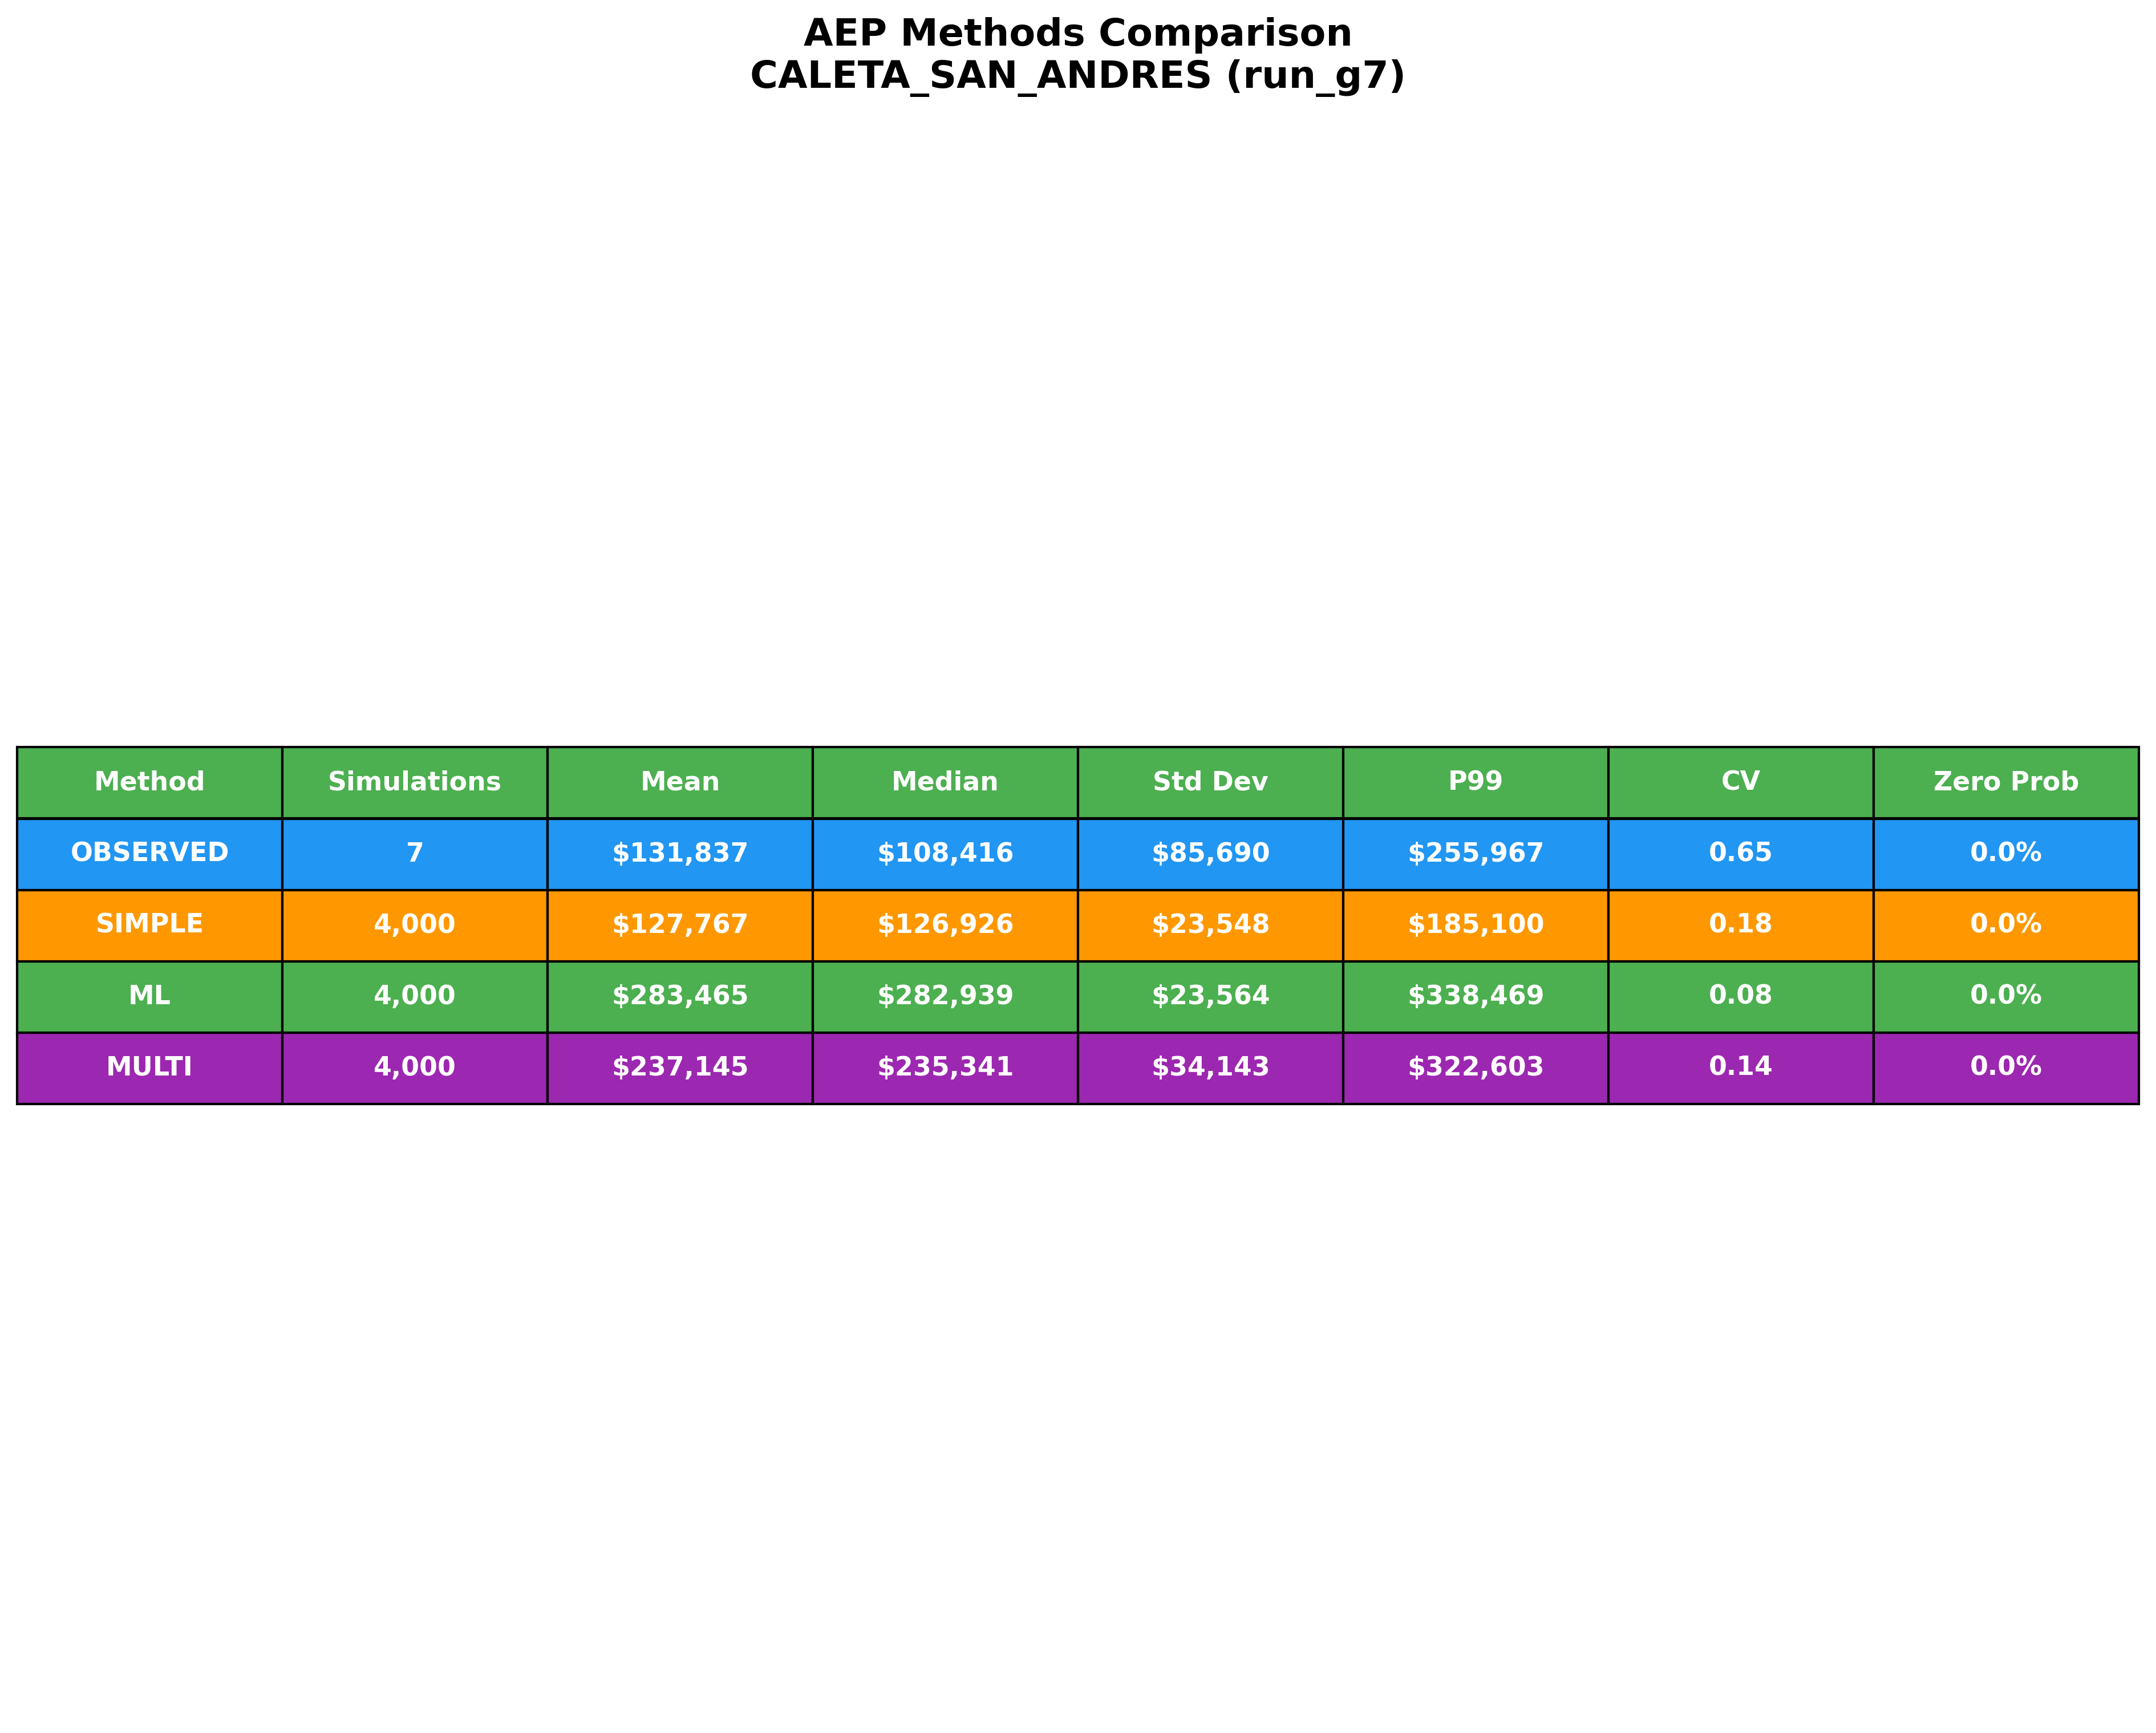 AEP Methods Comparison
CALETA_SAN_ANDRES (run_g7)
Method Simulations Mean Median Std Dev P99 CV Zero Prob
OBSERVED 7 $131,837 $108,416 $85,690 $255,967 0.65 0.0%
SIMPLE 4,000 $127,767 $126,926 $23,548 $185,100 0.18 0.0%
ML 4,000 $283,465 $282,939 $23,564 $338,469 0.08 0.0%
MULTI 4,000 $237,145 $235,341 $34,143 $322,603 0.14 0.0%